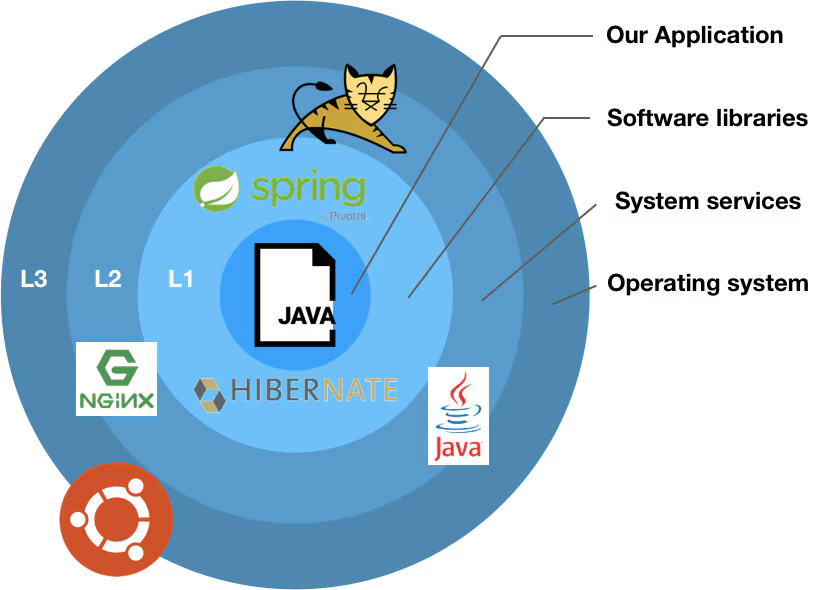 Our Application
Software libraries
System services
Operating system
spring
by Pivotal.
L3
L2
L1
JAVA
NGiNX
HIBERNATE
Java